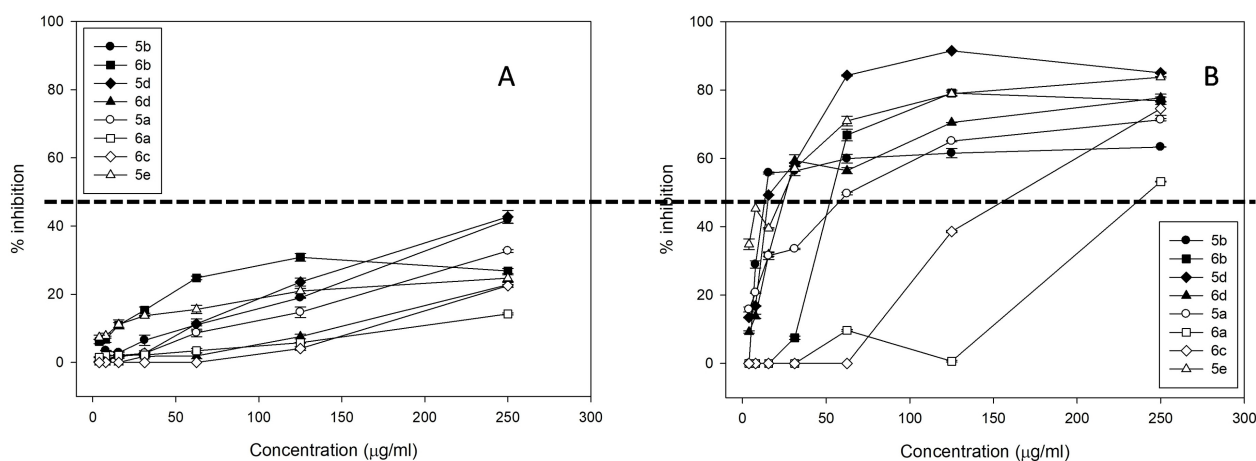 100
80
60
40
20
0
% inhibition
5b
6b
5d
6d
5a
6a
6c
5e
A
0 50 100 150 200 250 300
Concentration (μg/ml)
100
80
60
40
20
0
% inhibition
B
5b
6b
5d
6d
5a
6a
6c
5e
0 50 100 150 200 250 300
Concentration (μg/ml)